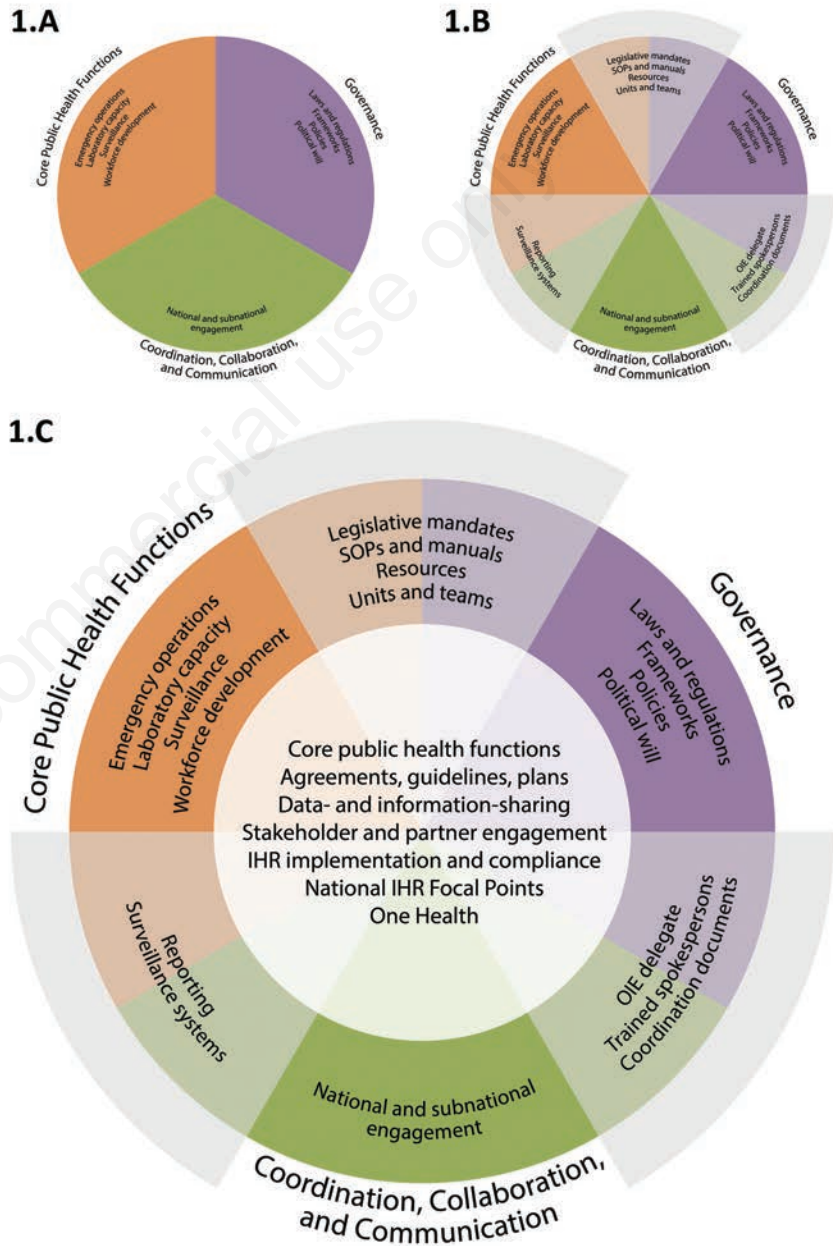 1.A
Core Public Health Functions
Emergency operations
Laboratory capacity
Surveillance
Workforce development
Governance
Laws and regulations
Frameworks
Policies
Political will
National and subnational
engagement
Coordination, Collaboration,
and Communication
1.B
Core Public Health Functions
Emergency operations
Laboratory capacity
Surveillance
Workforce development
Legislative mandates
SOPs and manuals
Resources
Units and teams
Governance
Laws and regulations
Frameworks
Policies
Political will
Reporting
Surveillance systems
OIE delegate
Trained spokespersons
Coordination documents
National and subnational
engagement
Coordination, Collaboration,
and Communication
1.C
Core Public Health Functions
Emergency operations
Laboratory capacity
Surveillance
Workforce development
Legislative mandates
SOPs and manuals
Resources
Units and teams
Governance
Laws and regulations
Frameworks
Policies
Political will
Core public health functions
Agreements, guidelines, plans
Data- and information-sharing
Stakeholder and partner engagement
IHR implementation and compliance
National IHR Focal Points
One Health
Reporting
Surveillance systems
OIE delegate
Trained spokespersons
Coordination documents
National and subnational
engagement
Coordination, Collaboration,
and Communication
commercial use only